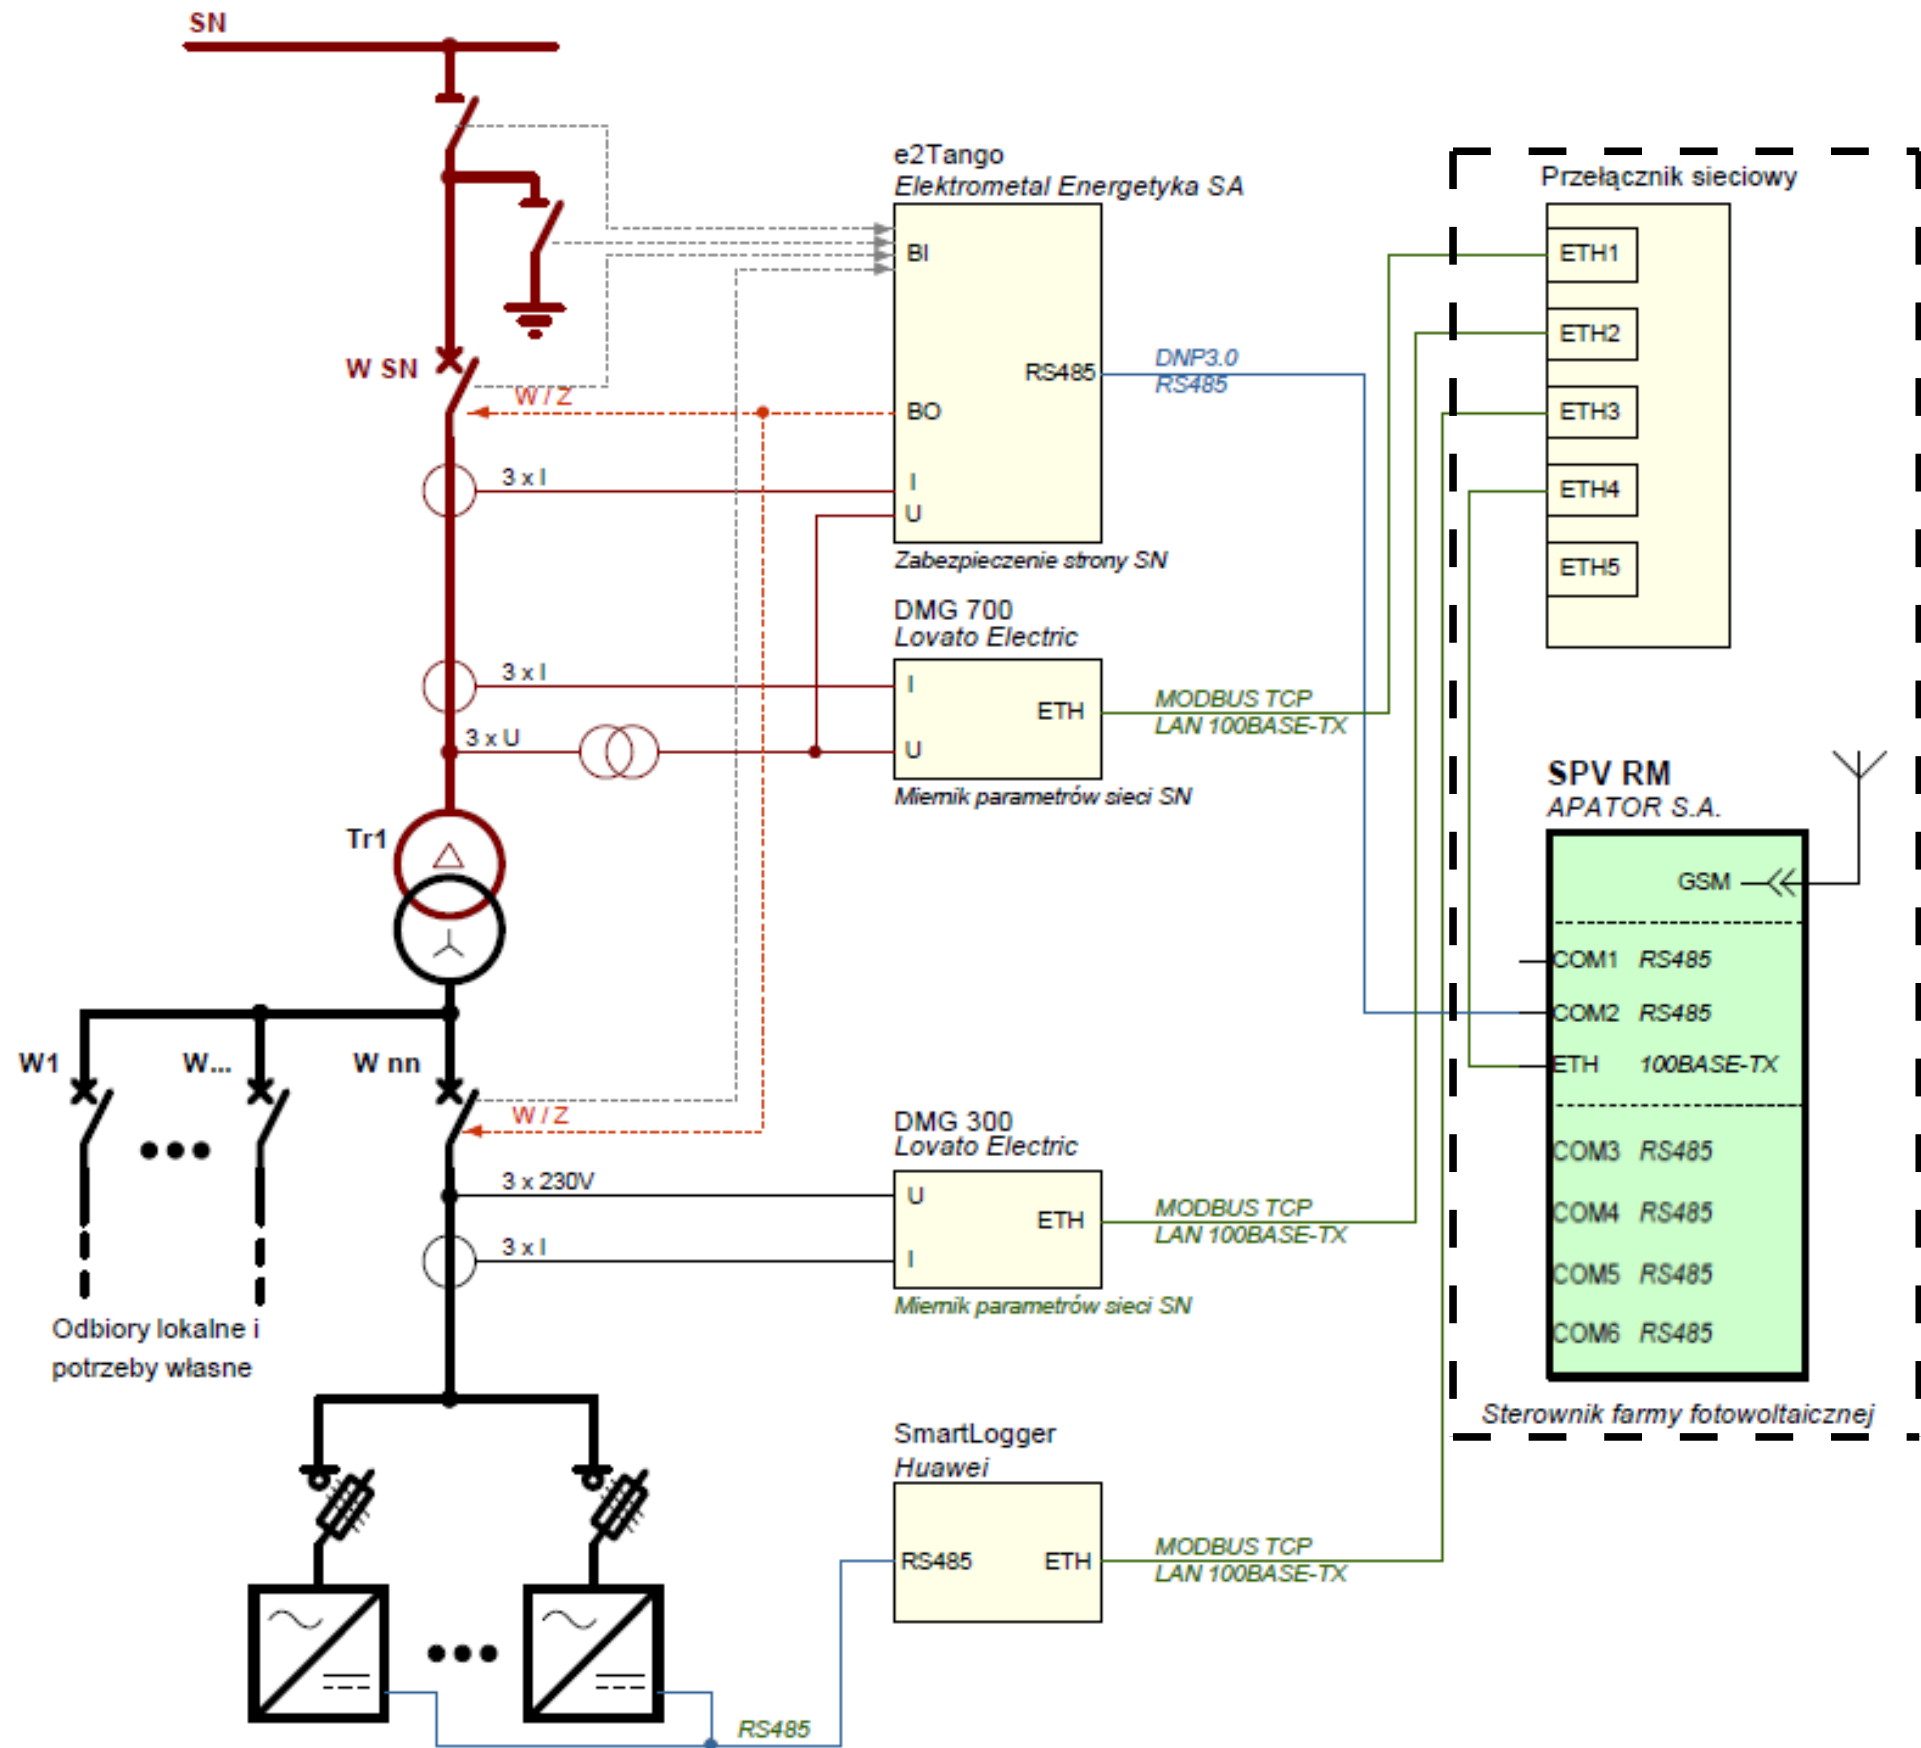 SN
e2Tango
Elektrometal Energetyka SA
BI
RS485
BO
I
U
Zabezpieczenie strony SN
W SN
W / Z
3 x I
DNP3.0
RS485
DMG 700
Lovato Electric
I
ETH
U
Miernik parametrów sieci SN
3 x I
3 x U
MODBUS TCP
LAN 100BASE-TX
Tr1
W1
W...
W nn
W / Z
3 x 230V
3 x I
Odbiory lokalne i
potrzeby własne
DMG 300
Lovato Electric
U
ETH
I
Miernik parametrów sieci SN
MODBUS TCP
LAN 100BASE-TX
SmartLogger
Huawei
RS485
ETH
MODBUS TCP
LAN 100BASE-TX
RS485
Przełącznik sieciowy
ETH1
ETH2
ETH3
ETH4
ETH5
SPV RM
APATOR S.A.
GSM
COM1 RS485
COM2 RS485
ETH 100BASE-TX
COM3 RS485
COM4 RS485
COM5 RS485
COM6 RS485
Sterownik farmy fotowoltaicznej